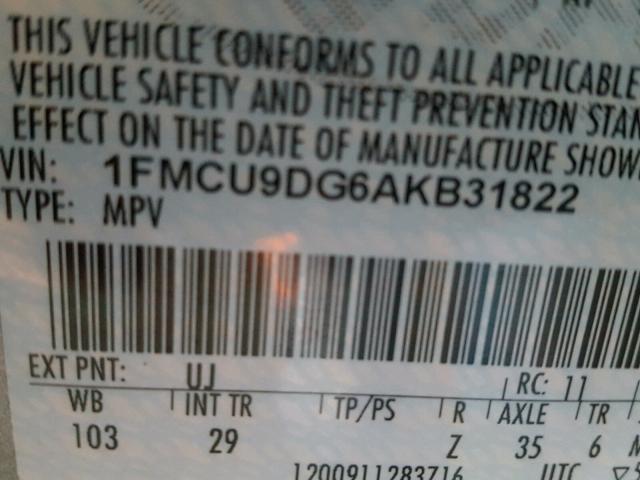 THIS VEHICLE CONFORMS TO ALL APPLICABLE
VEHICLE SAFETY AND THEFT PREVENTION STAN
EFFECT ON THE DATE OF MANUFACTURE SHOW
VIN: 1FMCU9DG6AKB31822
TYPE: MPV
EXT PNT: UJ RC: 11
WB INT TR TP/PS R AXLE TR
103 29 Z 35 6
1200911283716 UTC